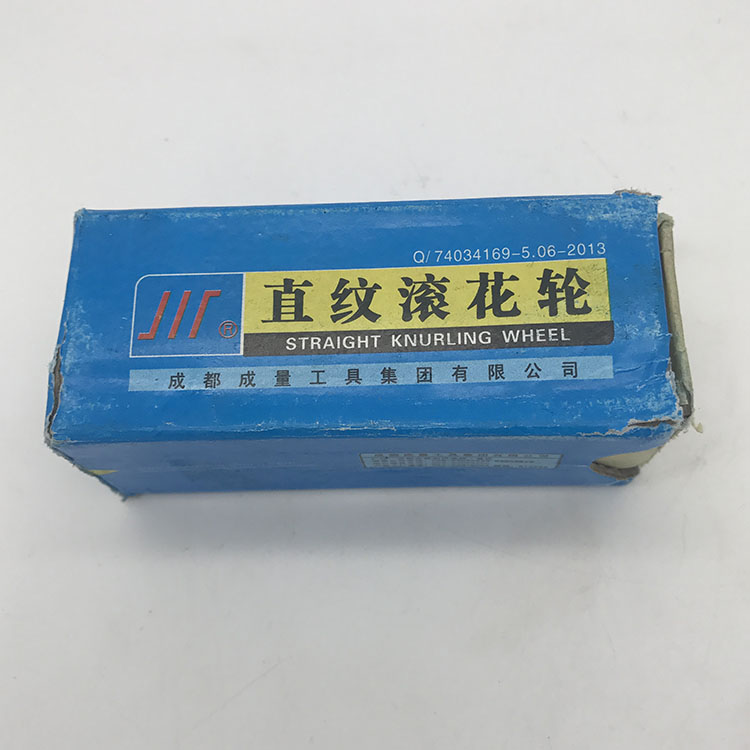 Q/74034169-5.06-2013
直纹滚花轮
®
STRAIGHT KNURLING WHEEL
成都成量工具集团有限公司